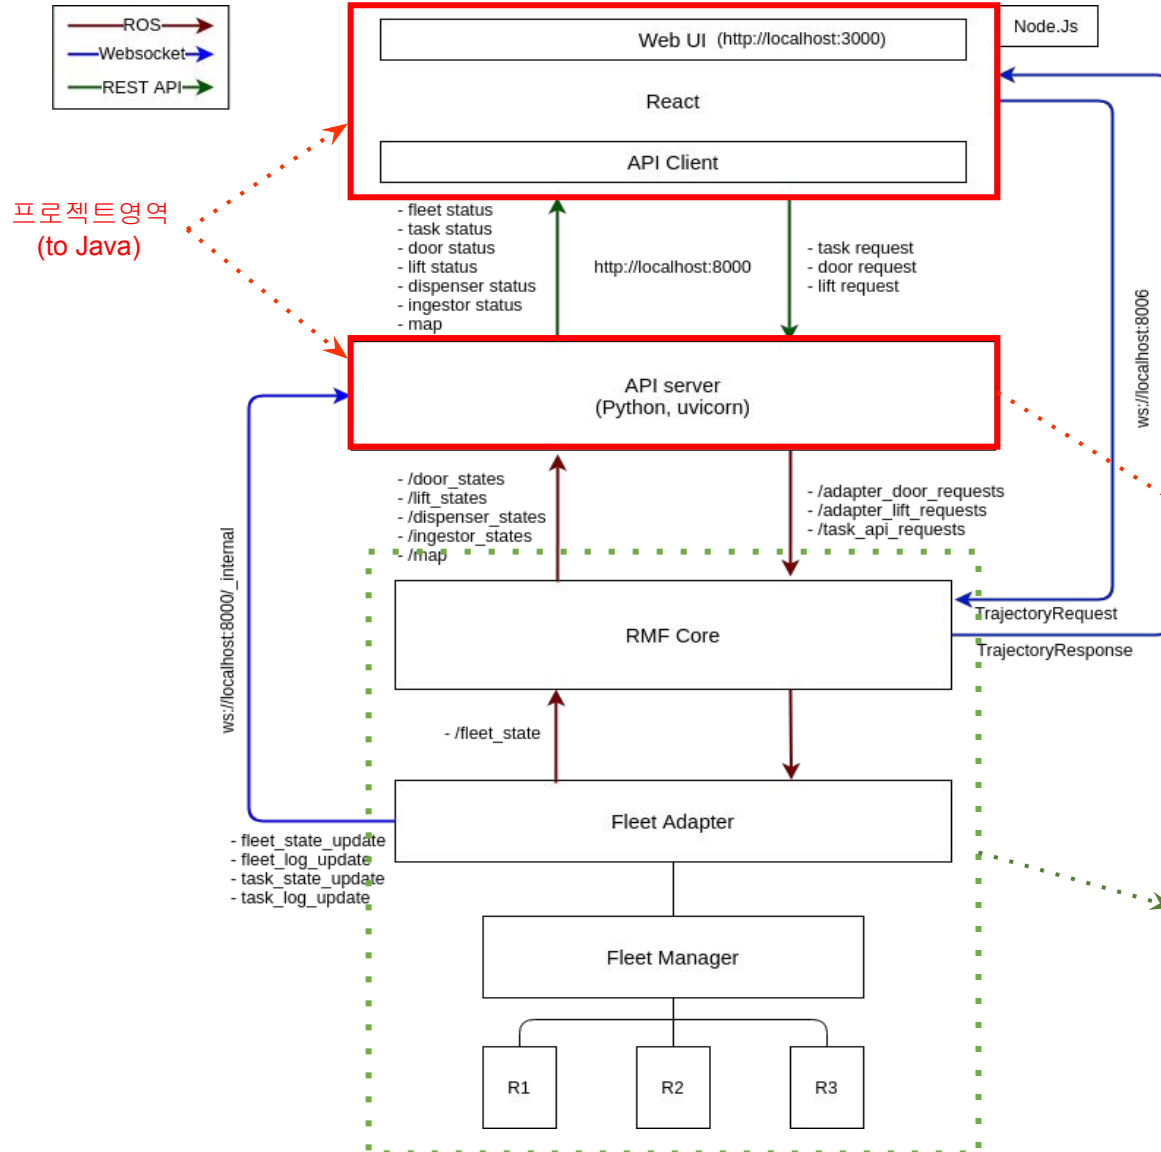 ROS
Websocket
REST API
Web UI (http://localhost:3000)
Node.Js
React
API Client
프로젝트영역
(to Java)
- fleet status
- task status
- door status
- lift status
- dispenser status
- ingestor status
- map
http://localhost:8000
- task request
- door request
- lift request
ws://localhost:8006
API server
(Python, uvicorn)
- /door_states
- /lift_states
- /dispenser_states
- /ingestor_states
- /map
- /adapter_door_requests
- /adapter_lift_requests
- /task_api_requests
ws://localhost:8000/_internal
RMF Core
TrajectoryRequest
TrajectoryResponse
- /fleet_state
Fleet Adapter
- fleet_state_update
- fleet_log_update
- task_state_update
- task_log_update
Fleet Manager
R1
R2
R3